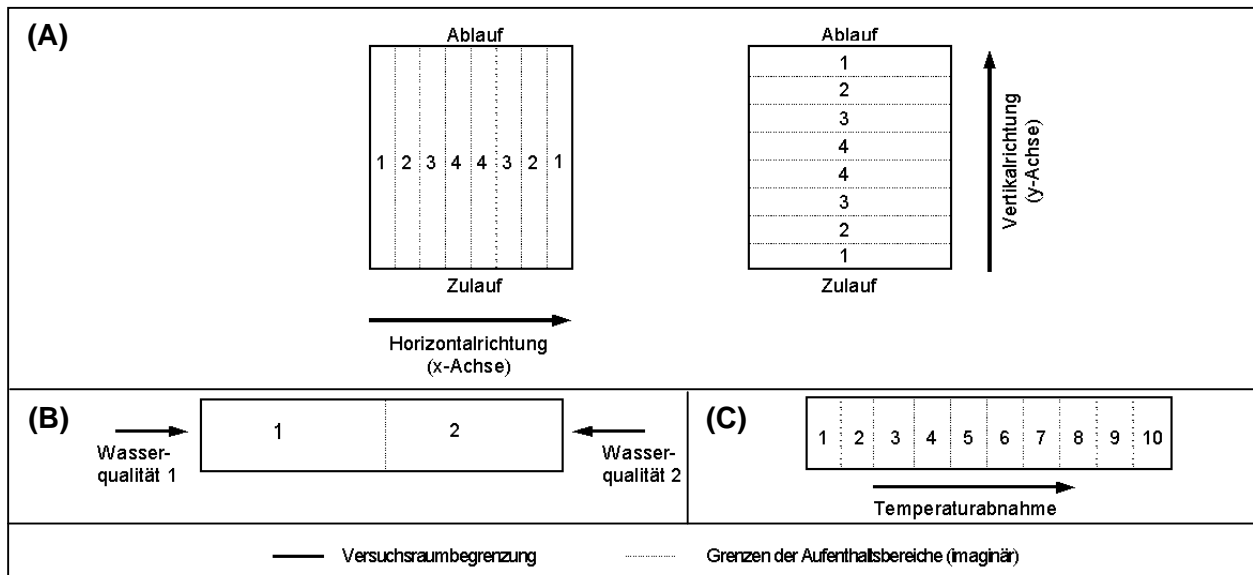 (A)
Ablauf
1 2 3 4 4 3 2 1
Zulauf
Horizontalrichtung
(x-Achse)
Ablauf
1
2
3
4
4
3
2
1
Zulauf
Vertikalrichtung
(y-Achse)
(B)
Wasser-
qualität 1
1 2
Wasser-
qualität 2
(C)
1 2 3 4 5 6 7 8 9 10
Temperaturabnahme
Versuchsraumbegrenzung
Grenzen der Aufenthaltsbereiche (imaginär)